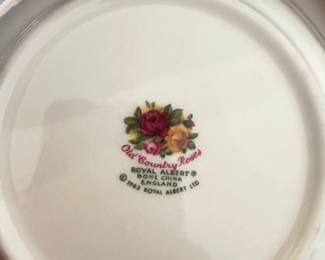 Old Country Roses
ROYAL ALBERT®
BONE CHINA
ENGLAND
© 1962 ROYAL ALBERT LTD